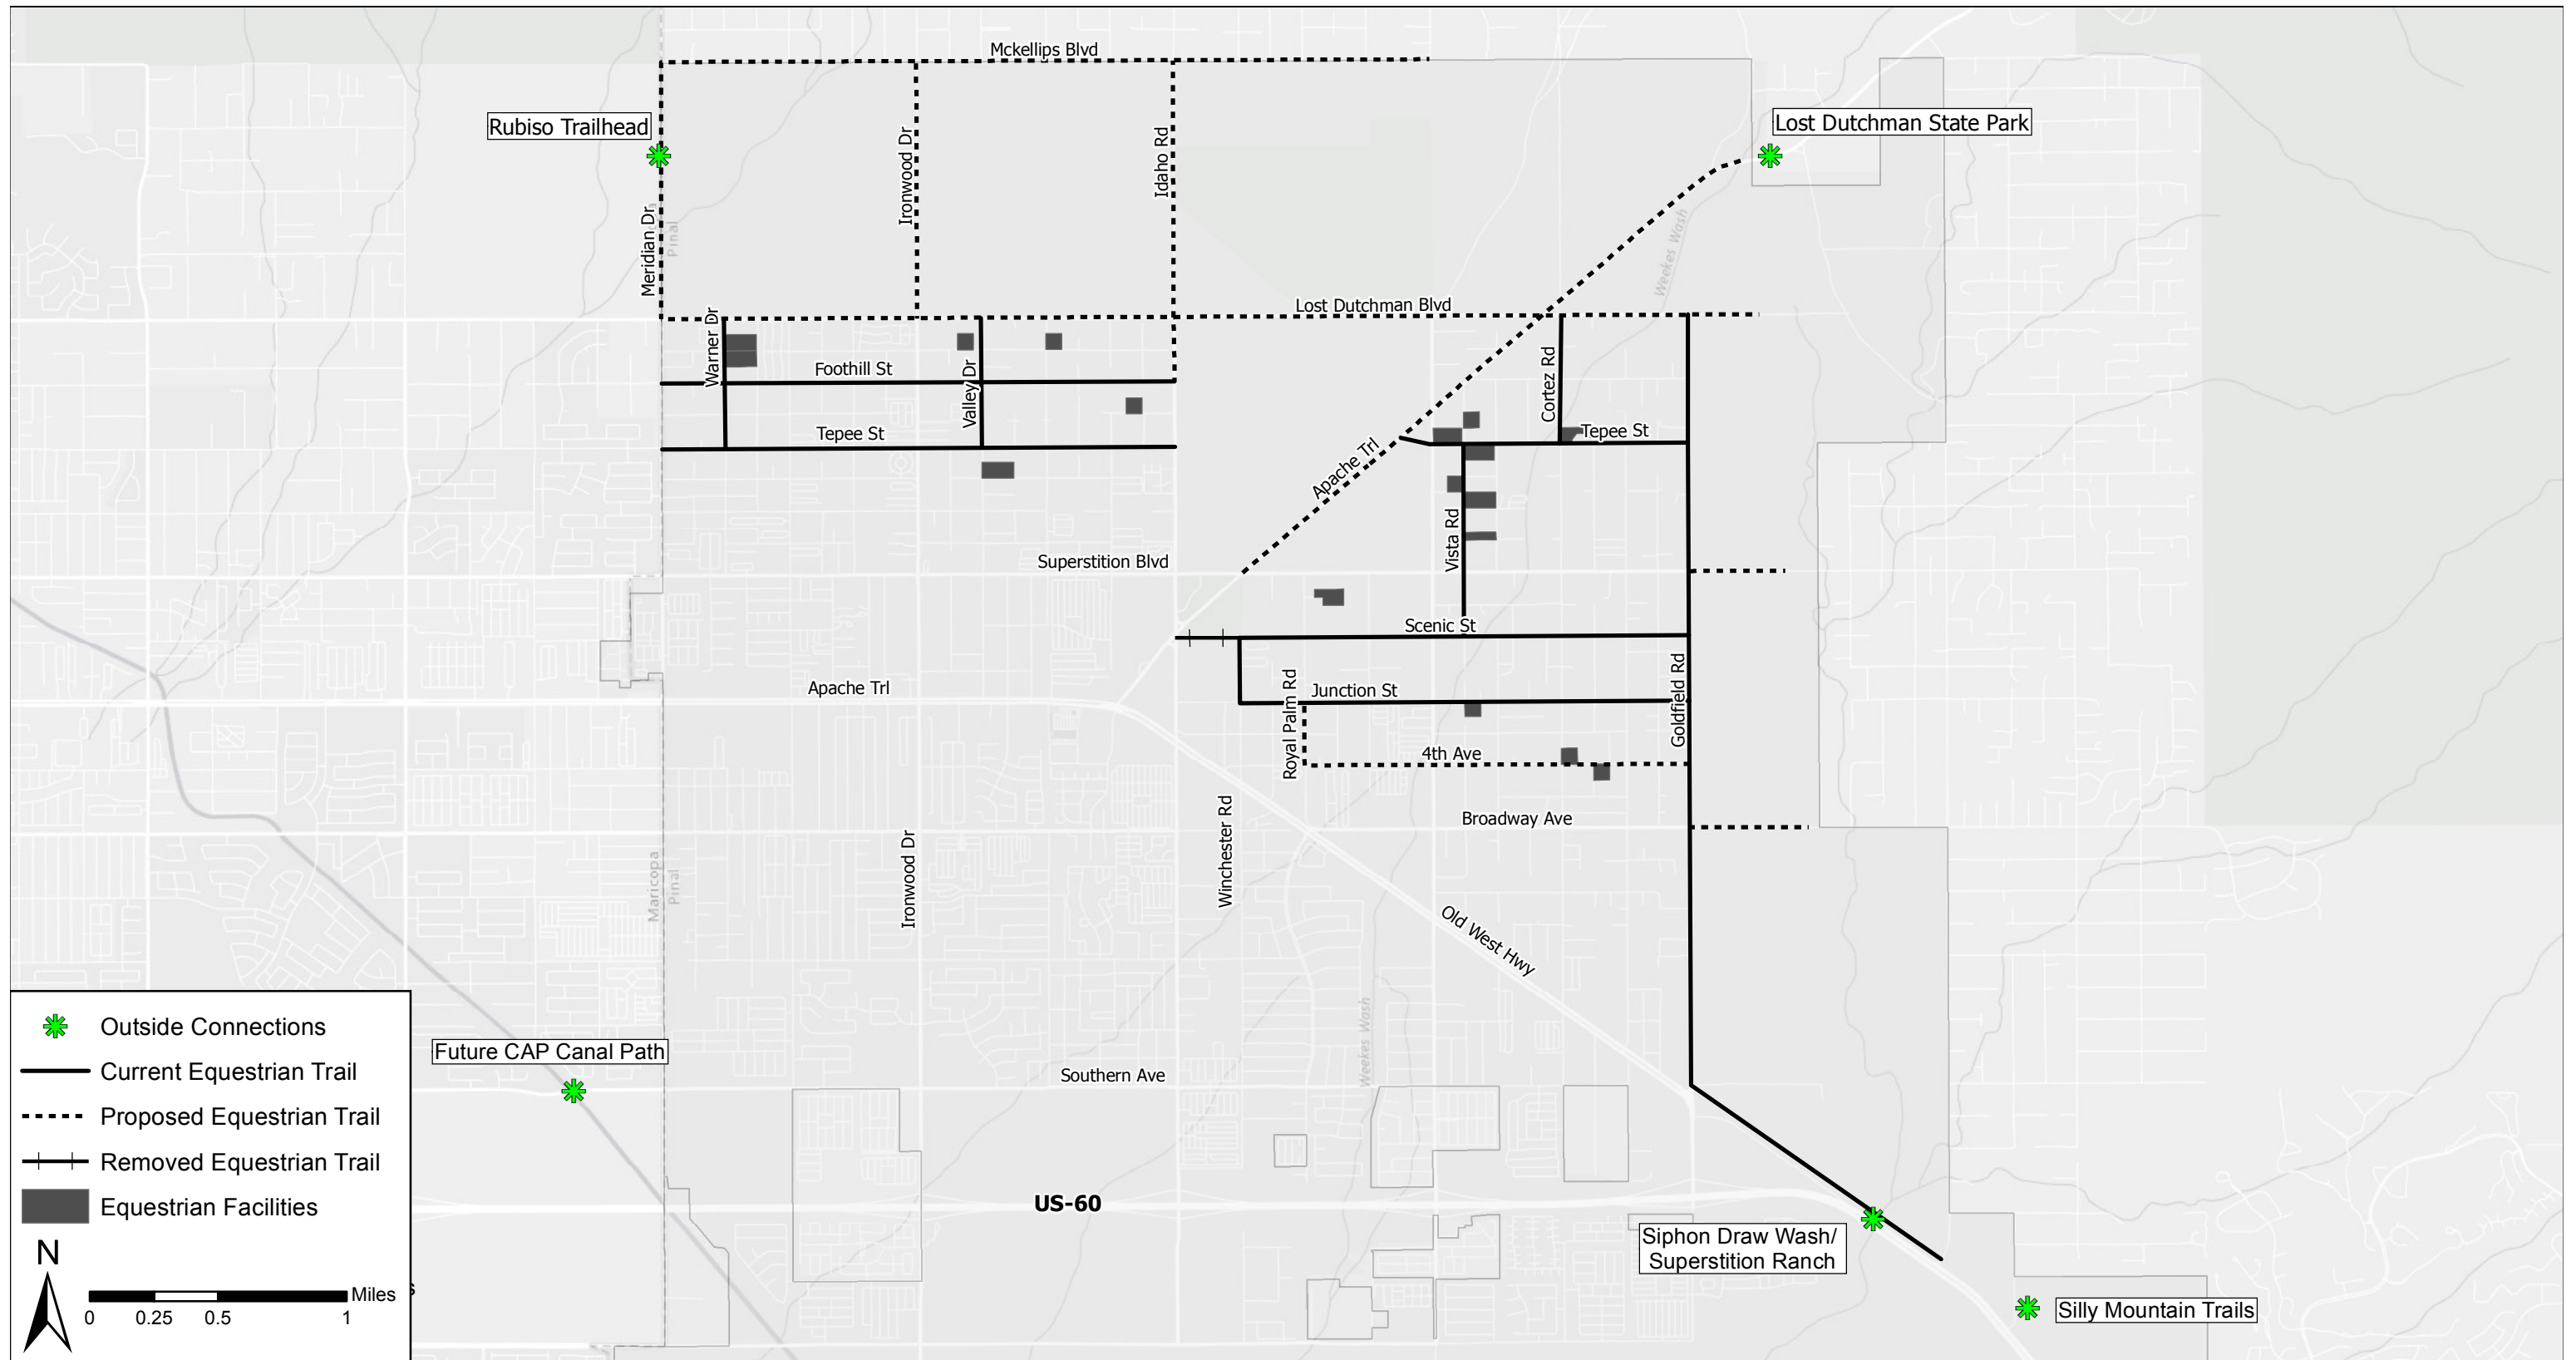 Mckellips Blvd
Rubiso Trailhead
Lost Dutchman State Park
Ironwood Dr
Idaho Rd
Meridian Dr
Pinal
Weekes Wash
Lost Dutchman Blvd
Warner Dr
Foothill St
Valley Dr
Cortez Rd
Tepee St
Tepee St
Apache Trl
Vista Rd
Superstition Blvd
Scenic St
Goldfield Rd
Apache Trl
Junction St
Royal Palm Rd
4th Ave
Broadway Ave
Winchester Rd
Ironwood Dr
Maricopa
Pinal
Old West Hwy
Weekes Wash
Future CAP Canal Path
Southern Ave
US-60
Siphon Draw Wash/
Superstition Ranch
Silly Mountain Trails
Outside Connections
Current Equestrian Trail
Proposed Equestrian Trail
Removed Equestrian Trail
Equestrian Facilities
N
Miles
0 0.25 0.5 1